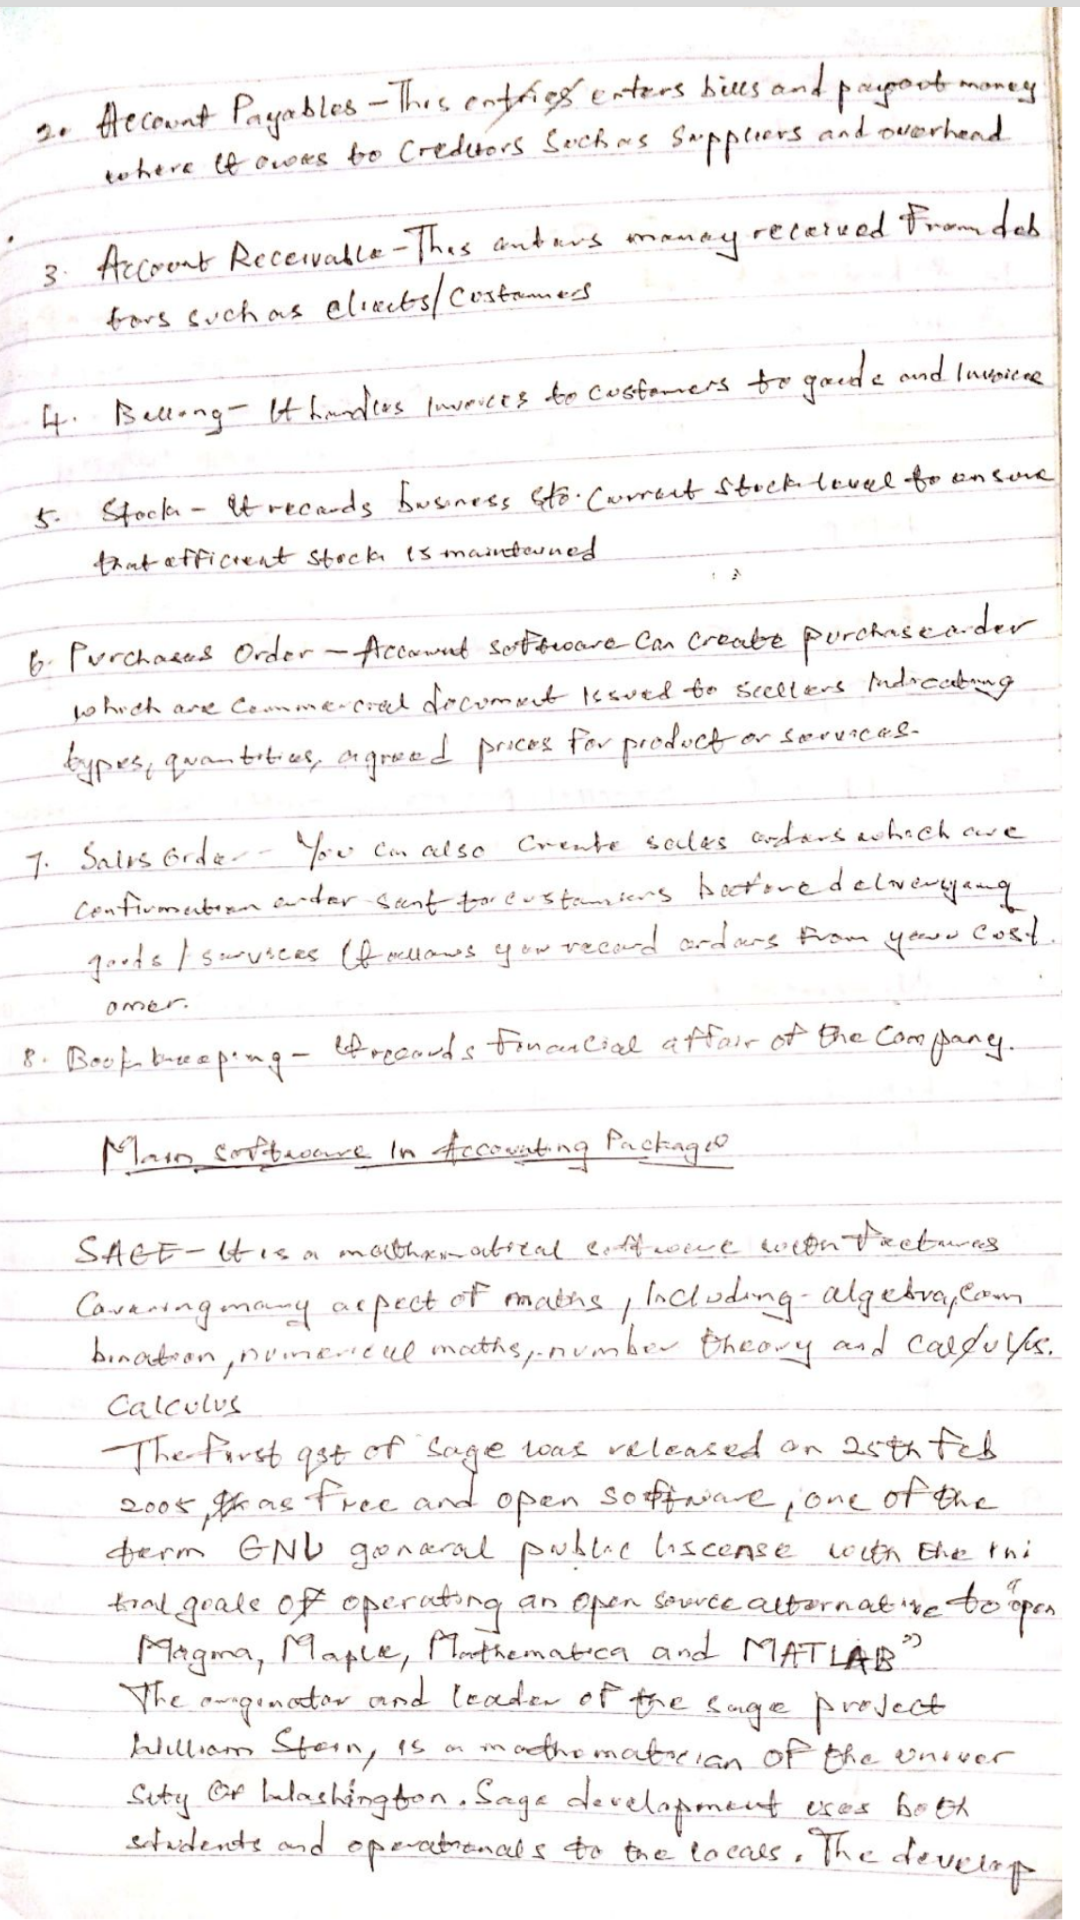 2. Account Payables - This entries enters bills and payout money
where it owes to Creditors Such as Suppliers and overhead
3. Account Receivable - This enters money received from deb
tors such as clients/Customers
4. Billing - It handles Invoices to customers to goods and Invoices
5. Stock - It records business sto. Current Stock level to ensure
that efficient stock is maintained
6. Purchases Order - Account software Can Create purchase order
which are Commercial document Issued to sellers Indicating
types, quantities, agreed prices for product or services.
7. Sales Order - You can also Create sales orders which are
Confirmation order sent to customers before
goods / services It allows you record orders from your cost.
omer.
8. Book keeping - It records financial affair of the Company.
Main software In Accounting Package
SAGE - It is a mathematical software with features
Covering many aspect of maths, Including - algebra, com
bination, numerical maths, number theory and calculus.
Calculus
The first of Sage was released on 25th Feb
2005, as free and open software, one of the
term GNU general public liscense with the ini
tial goals of operating an open source alternative to "open
Magma, Maple, Mathematica and MATLAB"
The originator and leader of the sage project
William Stein, is a mathematician of the univer
sity Of Washington. Sage development uses both
students and to the locals. The develop